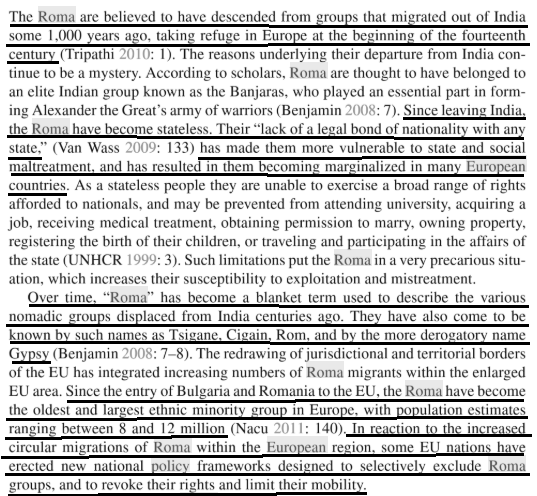 The Roma are believed to have descended from groups that migrated out of India
some 1,000 years ago, taking refuge in Europe at the beginning of the fourteenth
century (Tripathi 2010: 1). The reasons underlying their departure from India con-
tinue to be a mystery. According to scholars, Roma are thought to have belonged to
an elite Indian group known as the Banjaras, who played an essential part in form-
ing Alexander the Great's army of warriors (Benjamin 2008: 7). Since leaving India,
the Roma have become stateless. Their “lack of a legal bond of nationality with any
state,” (Van Wass 2009: 133) has made them more vulnerable to state and social
maltreatment, and has resulted in them becoming marginalized in many European
countries. As a stateless people they are unable to exercise a broad range of rights
afforded to nationals, and may be prevented from attending university, acquiring a
job, receiving medical treatment, obtaining permission to marry, owning property,
registering the birth of their children, or traveling and participating in the affairs of
the state (UNHCR 1999: 3). Such limitations put the Roma in a very precarious situ-
ation, which increases their susceptibility to exploitation and mistreatment.
Over time, “Roma” has become a blanket term used to describe the various
nomadic groups displaced from India centuries ago. They have also come to be
known by such names as Tsigane, Cigain, Rom, and by the more derogatory name
Gypsy (Benjamin 2008: 7–8). The redrawing of jurisdictional and territorial borders
of the EU has integrated increasing numbers of Roma migrants within the enlarged
EU area. Since the entry of Bulgaria and Romania to the EU, the Roma have become
the oldest and largest ethnic minority group in Europe, with population estimates
ranging between 8 and 12 million (Nacu 2011: 140). In reaction to the increased
circular migrations of Roma within the European region, some EU nations have
erected new national policy frameworks designed to selectively exclude Roma
groups, and to revoke their rights and limit their mobility.